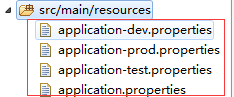 src/main/resources
application-dev.properties
application-prod.properties
application-test.properties
application.properties